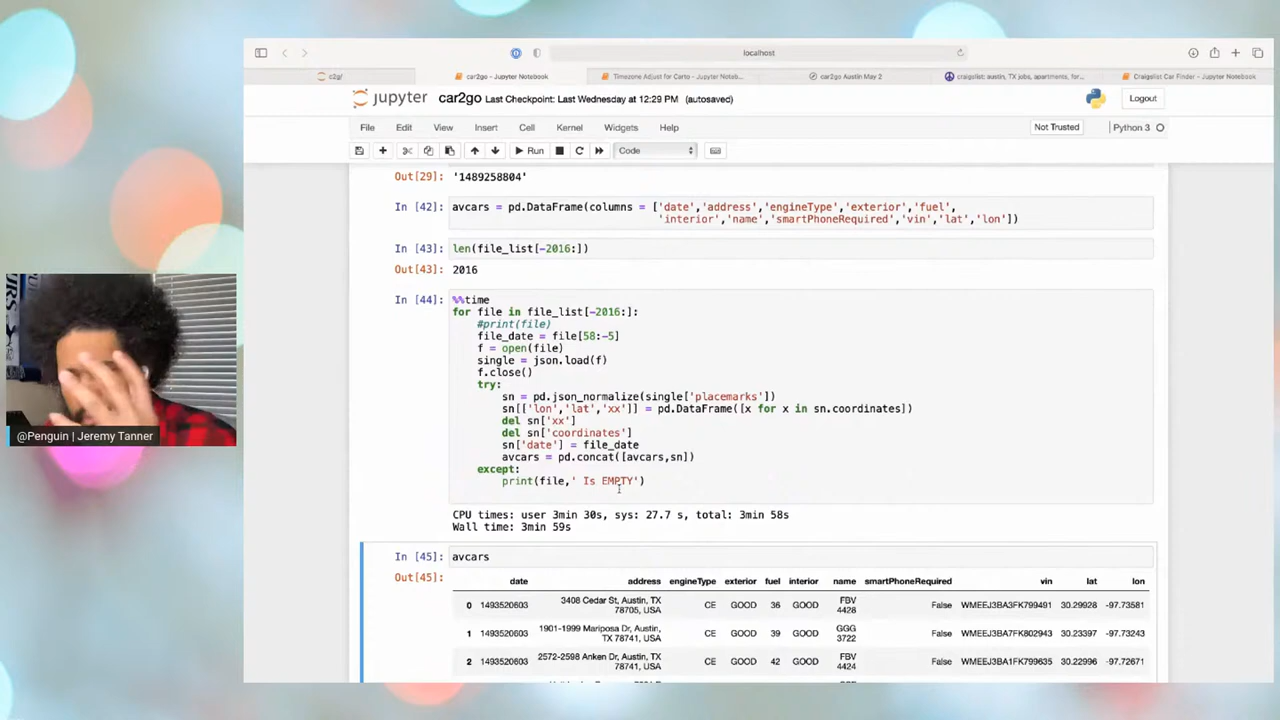 localhost
c2g/
car2go - Jupyter Notebook
Timezone Adjust for Carto - Jupyter Noteb...
car2go Austin May 2
craigslist: austin, TX jobs, apartments, for...
Craigslist Car Finder - Jupyter Notebook
jupyter car2go Last Checkpoint: Last Wednesday at 12:29 PM (autosaved)
Logout
File Edit View Insert Cell Kernel Widgets Help
Not Trusted
Python 3
Run
Code
Out[29]: '1489258804'
In [42]: avcars = pd.DataFrame(columns = ['date','address','engineType','exterior','fuel',
'interior','name','smartPhoneRequired','vin','lat','lon'])
In [43]: len(file_list[-2016:])
Out[43]: 2016
In [44]: %%time
for file in file_list[-2016:]:
#print(file)
file_date = file[58:-5]
f = open(file)
single = json.load(f)
f.close()
try:
sn = pd.json_normalize(single['placemarks'])
sn[['lon','lat','xx']] = pd.DataFrame([x for x in sn.coordinates])
del sn['xx']
del sn['coordinates']
sn['date'] = file_date
avcars = pd.concat([avcars,sn])
except:
print(file,' Is EMPTY')
CPU times: user 3min 30s, sys: 27.7 s, total: 3min 58s
Wall time: 3min 59s
In [45]: avcars
Out[45]:
date address engineType exterior fuel interior name smartPhoneRequired vin lat lon
0 1493520603 3408 Cedar St, Austin, TX 78705, USA CE GOOD 36 GOOD FBV 4428 False WMEEJ3BA3FK799491 30.29928 -97.73581
1 1493520603 1901-1999 Mariposa Dr, Austin, TX 78741, USA CE GOOD 39 GOOD GGG 3722 False WMEEJ3BA7FK802943 30.23397 -97.73243
2 1493520603 2572-2598 Anken Dr, Austin, TX 78741, USA CE GOOD 42 GOOD FBV 4424 False WMEEJ3BA1FK799635 30.22996 -97.72671
@Penguin | Jeremy Tanner